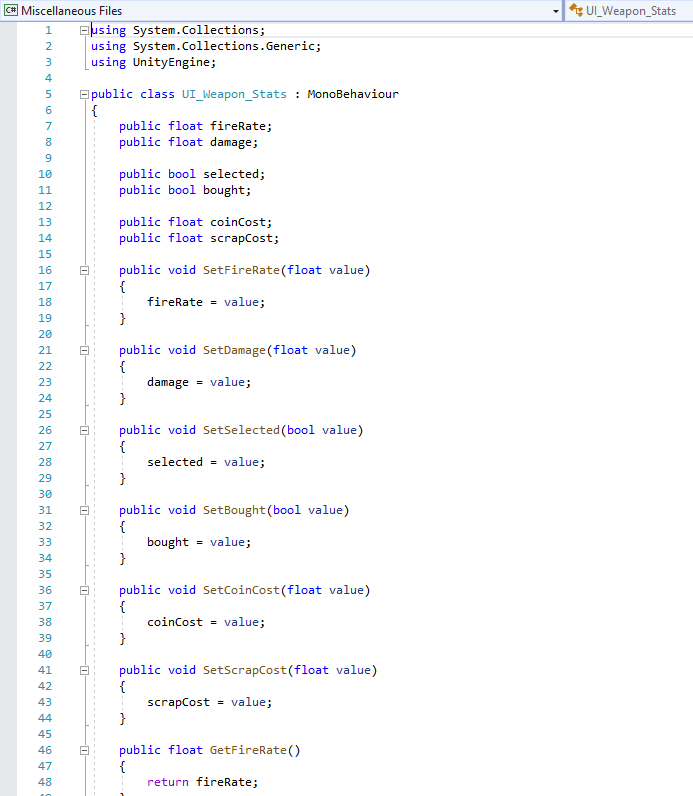 C# Miscellaneous Files UI_Weapon_Stats
1 using System.Collections;
2 using System.Collections.Generic;
3 using UnityEngine;
4
5 public class UI_Weapon_Stats : MonoBehaviour
6 {
7 public float fireRate;
8 public float damage;
9
10 public bool selected;
11 public bool bought;
12
13 public float coinCost;
14 public float scrapCost;
15
16 public void SetFireRate(float value)
17 {
18 fireRate = value;
19 }
20
21 public void SetDamage(float value)
22 {
23 damage = value;
24 }
25
26 public void SetSelected(bool value)
27 {
28 selected = value;
29 }
30
31 public void SetBought(bool value)
32 {
33 bought = value;
34 }
35
36 public void SetCoinCost(float value)
37 {
38 coinCost = value;
39 }
40
41 public void SetScrapCost(float value)
42 {
43 scrapCost = value;
44 }
45
46 public float GetFireRate()
47 {
48 return fireRate;